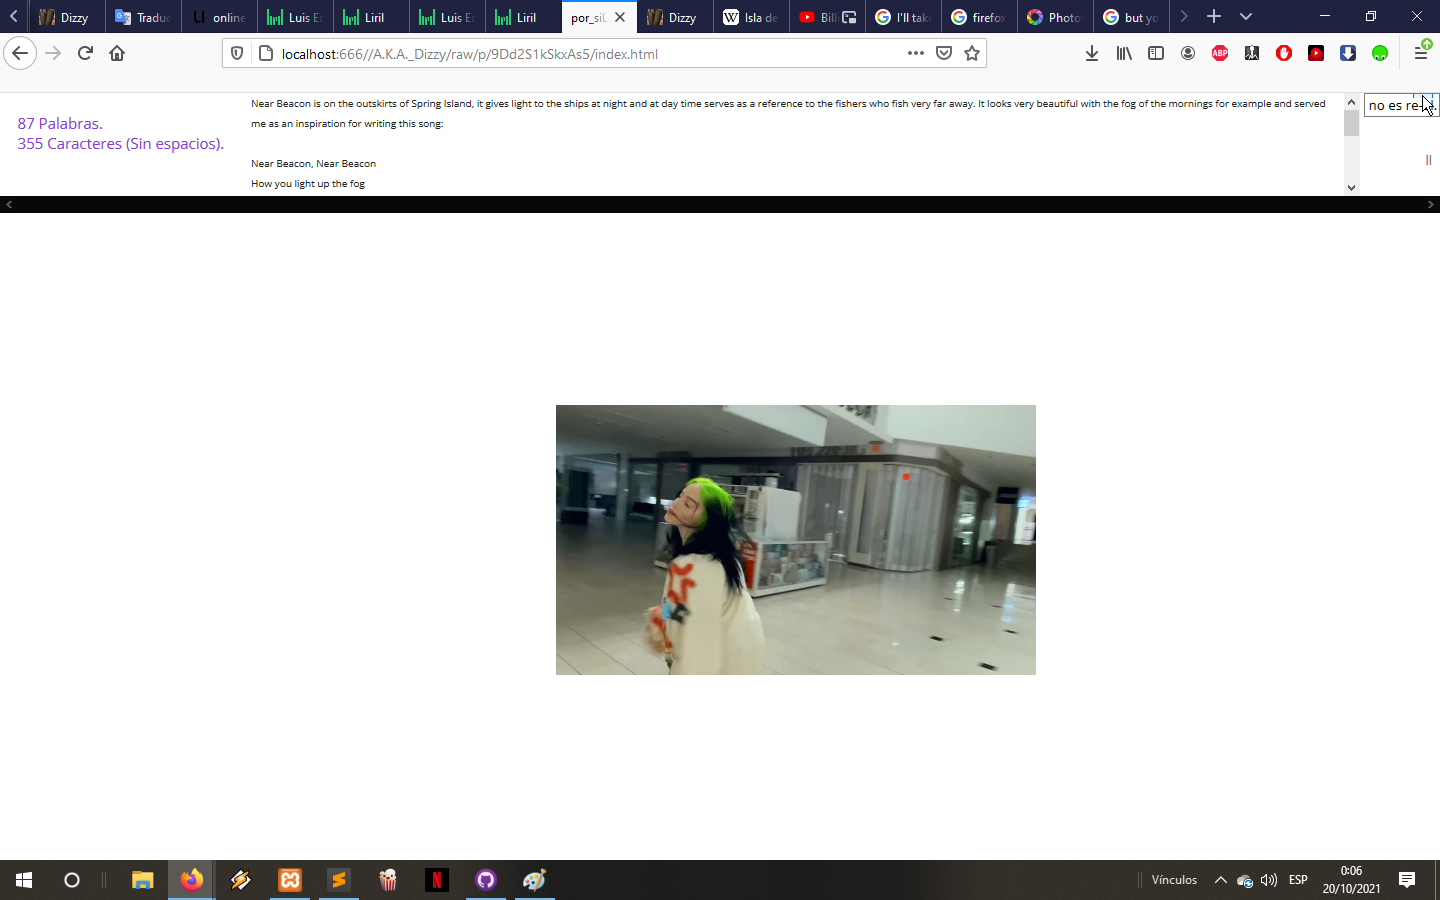 Dizzy
Traduc
online
Luis Ec
Liril
Luis Ec
Liril
por_sil
Dizzy
Isla de
Billi
I'll take
firefox
Photo
but yo
localhost:666//A.K.A._Dizzy/raw/p/9Dd2S1kSkxAs5/index.html
ABP
87 Palabras.
355 Caracteres (Sin espacios).
Near Beacon is on the outskirts of Spring Island, it gives light to the ships at night and at day time serves as a reference to the fishers who fish very far away. It looks very beautiful with the fog of the mornings for example and served
me as an inspiration for writing this song:
Near Beacon, Near Beacon
How you light up the fog
no es re
Vínculos
ESP
0:06
20/10/2021